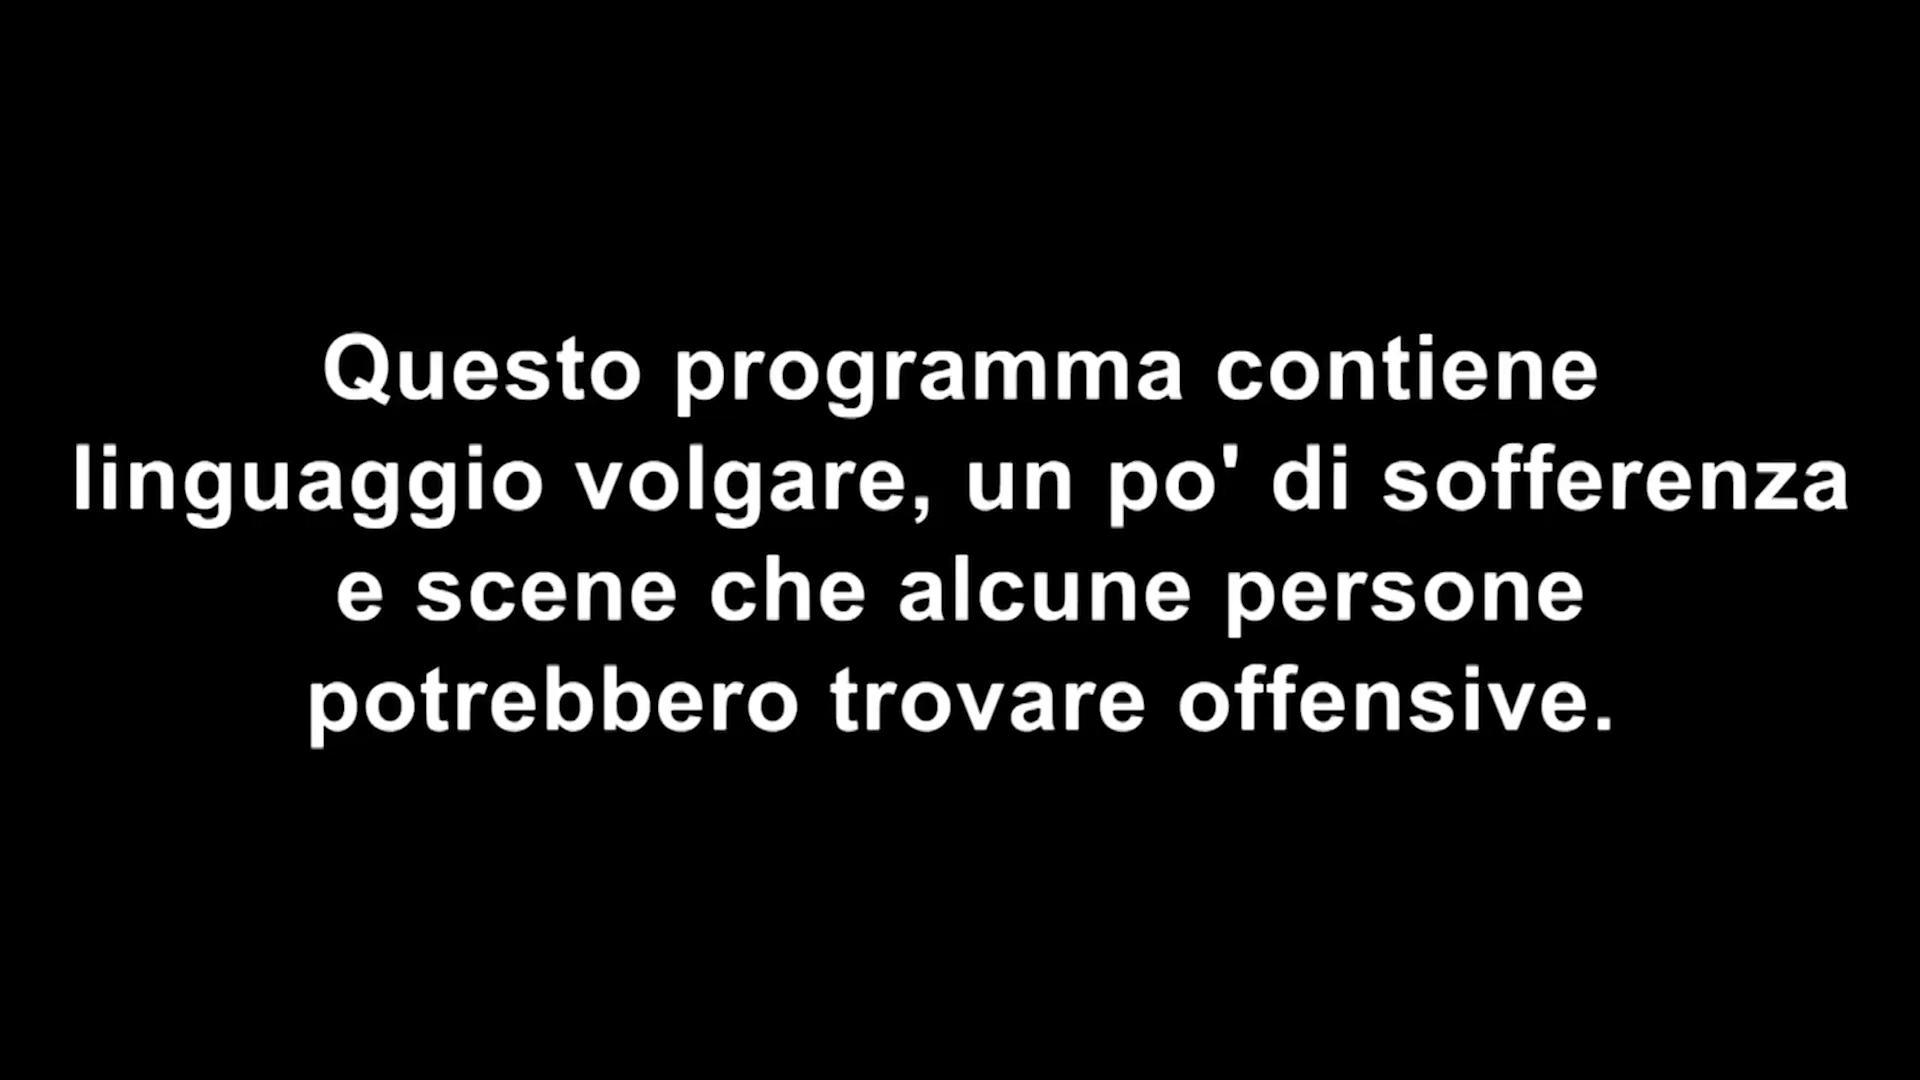 Questo programma contiene
linguaggio volgare, un po' di sofferenza
e scene che alcune persone
potrebbero trovare offensive.